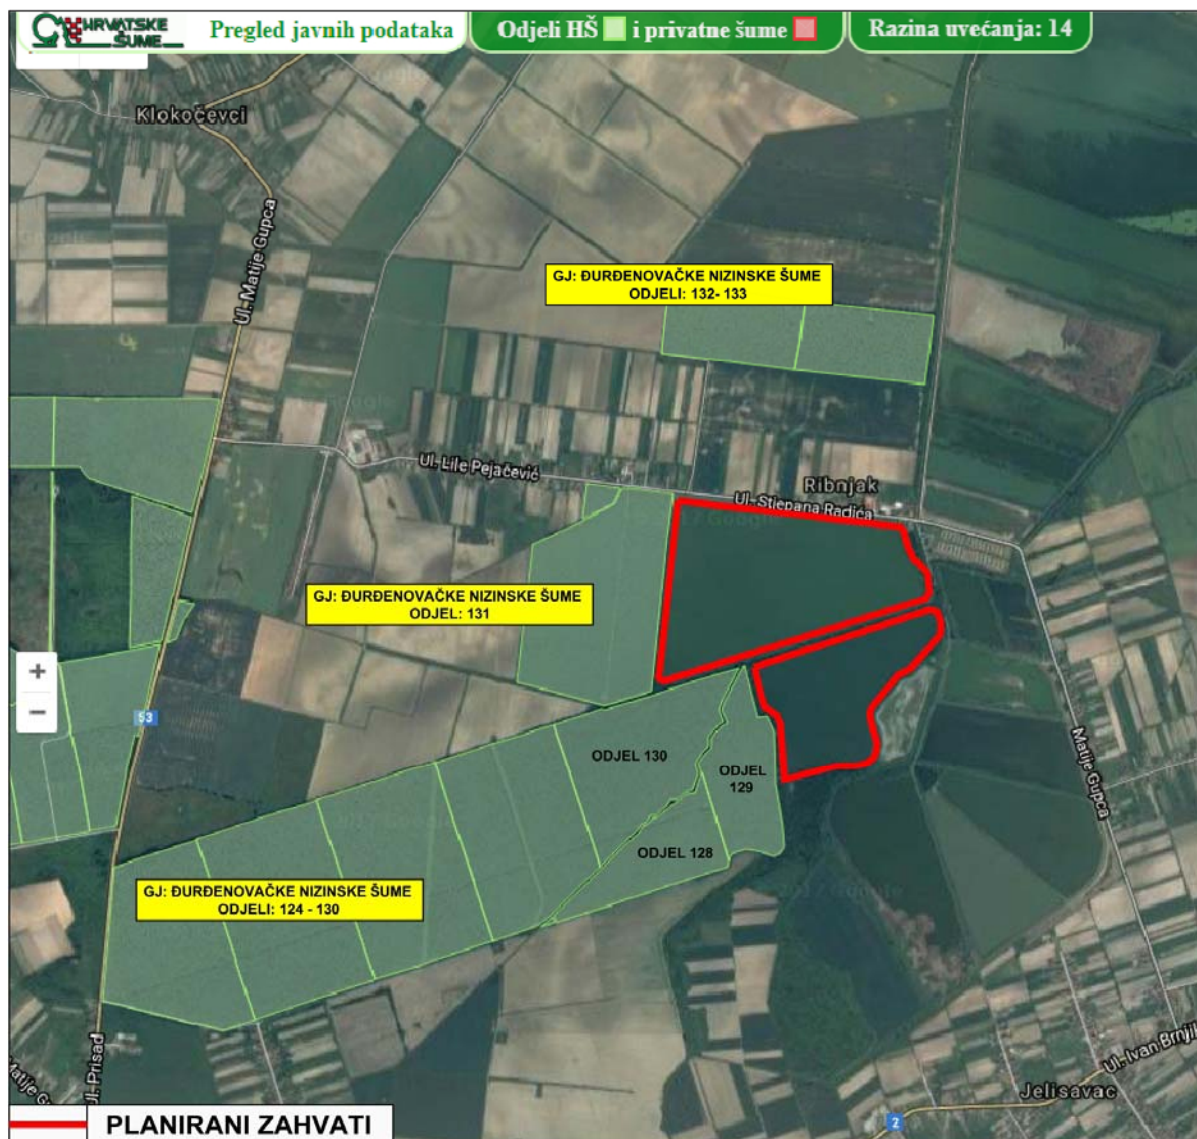 HRVATSKE
ŠUME
Pregled javnih podataka
Odjeli HŠ i privatne šume
Razina uvećanja: 14
Klokočevci
Ul. Matije Gupca
GJ: ĐURĐENOVAČKE NIZINSKE ŠUME
ODJELI: 132- 133
Ul. Lile Pejačević
Ribnjak
Ul. Stjepana Radića
GJ: ĐURĐENOVAČKE NIZINSKE ŠUME
ODJEL: 131
+
−
53
ODJEL 130
ODJEL
129
Matije Gupca
ODJEL 128
GJ: ĐURĐENOVAČKE NIZINSKE ŠUME
ODJELI: 124 - 130
Ul. Prisad
Ul. Ivan Brnji
Jelisavac
2
PLANIRANI ZAHVATI